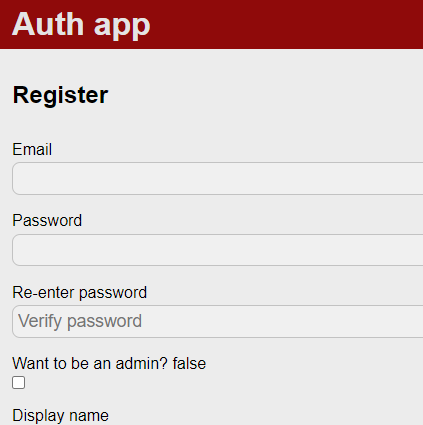 Auth app
Register
Email
Password
Re-enter password
Verify password
Want to be an admin? false
Display name